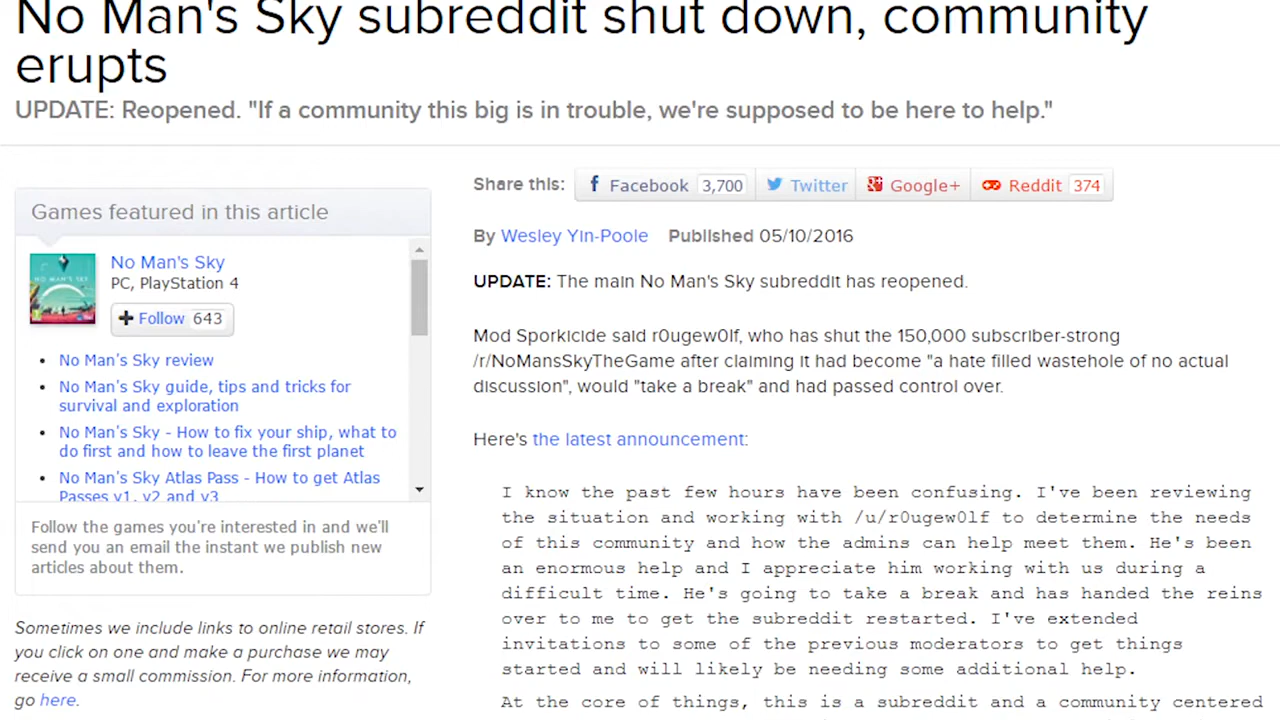 No Man's Sky subreddit shut down, community
erupts
UPDATE: Reopened. "If a community this big is in trouble, we're supposed to be here to help."
Games featured in this article
No Man's Sky
PC, PlayStation 4
Follow 643
• No Man's Sky review
• No Man's Sky guide, tips and tricks for
survival and exploration
• No Man's Sky - How to fix your ship, what to
do first and how to leave the first planet
• No Man's Sky Atlas Pass - How to get Atlas
Passes v1, v2 and v3
Follow the games you're interested in and we'll
send you an email the instant we publish new
articles about them.
Sometimes we include links to online retail stores. If
you click on one and make a purchase we may
receive a small commission. For more information,
go here.
Share this: Facebook 3,700 Twitter Google+ Reddit 374
By Wesley Yin-Poole Published 05/10/2016
UPDATE: The main No Man's Sky subreddit has reopened.
Mod Sporkicide said r0ugew0lf, who has shut the 150,000 subscriber-strong
/r/NoMansSkyTheGame after claiming it had become "a hate filled wastehole of no actual
discussion", would "take a break" and had passed control over.
Here's the latest announcement:
I know the past few hours have been confusing. I've been reviewing
the situation and working with /u/r0ugew0lf to determine the needs
of this community and how the admins can help meet them. He's been
an enormous help and I appreciate him working with us during a
difficult time. He's going to take a break and has handed the reins
over to me to get the subreddit restarted. I've extended
invitations to some of the previous moderators to get things
started and will likely be needing some additional help.
At the core of things, this is a subreddit and a community centered